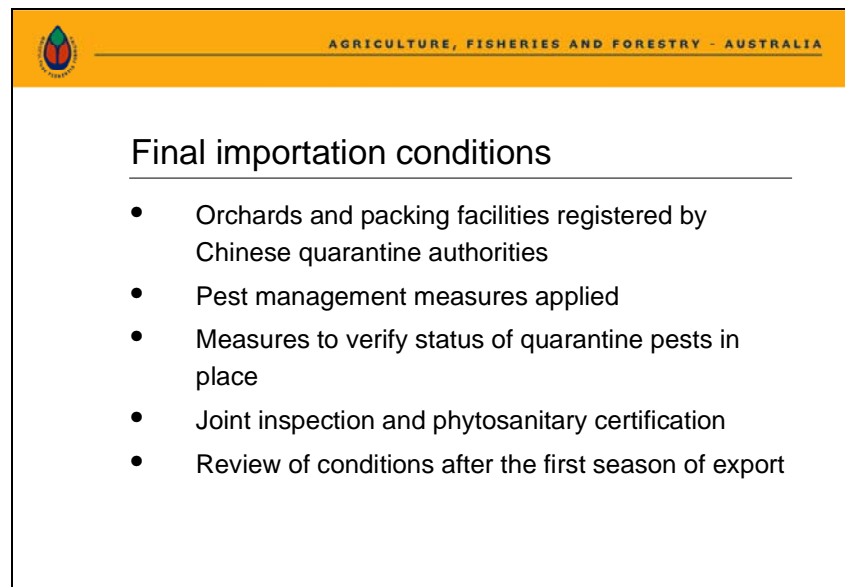 AGRICULTURE, FISHERIES AND FORESTRY - AUSTRALIA
Final importation conditions
• Orchards and packing facilities registered by
Chinese quarantine authorities
• Pest management measures applied
• Measures to verify status of quarantine pests in
place
• Joint inspection and phytosanitary certification
• Review of conditions after the first season of export